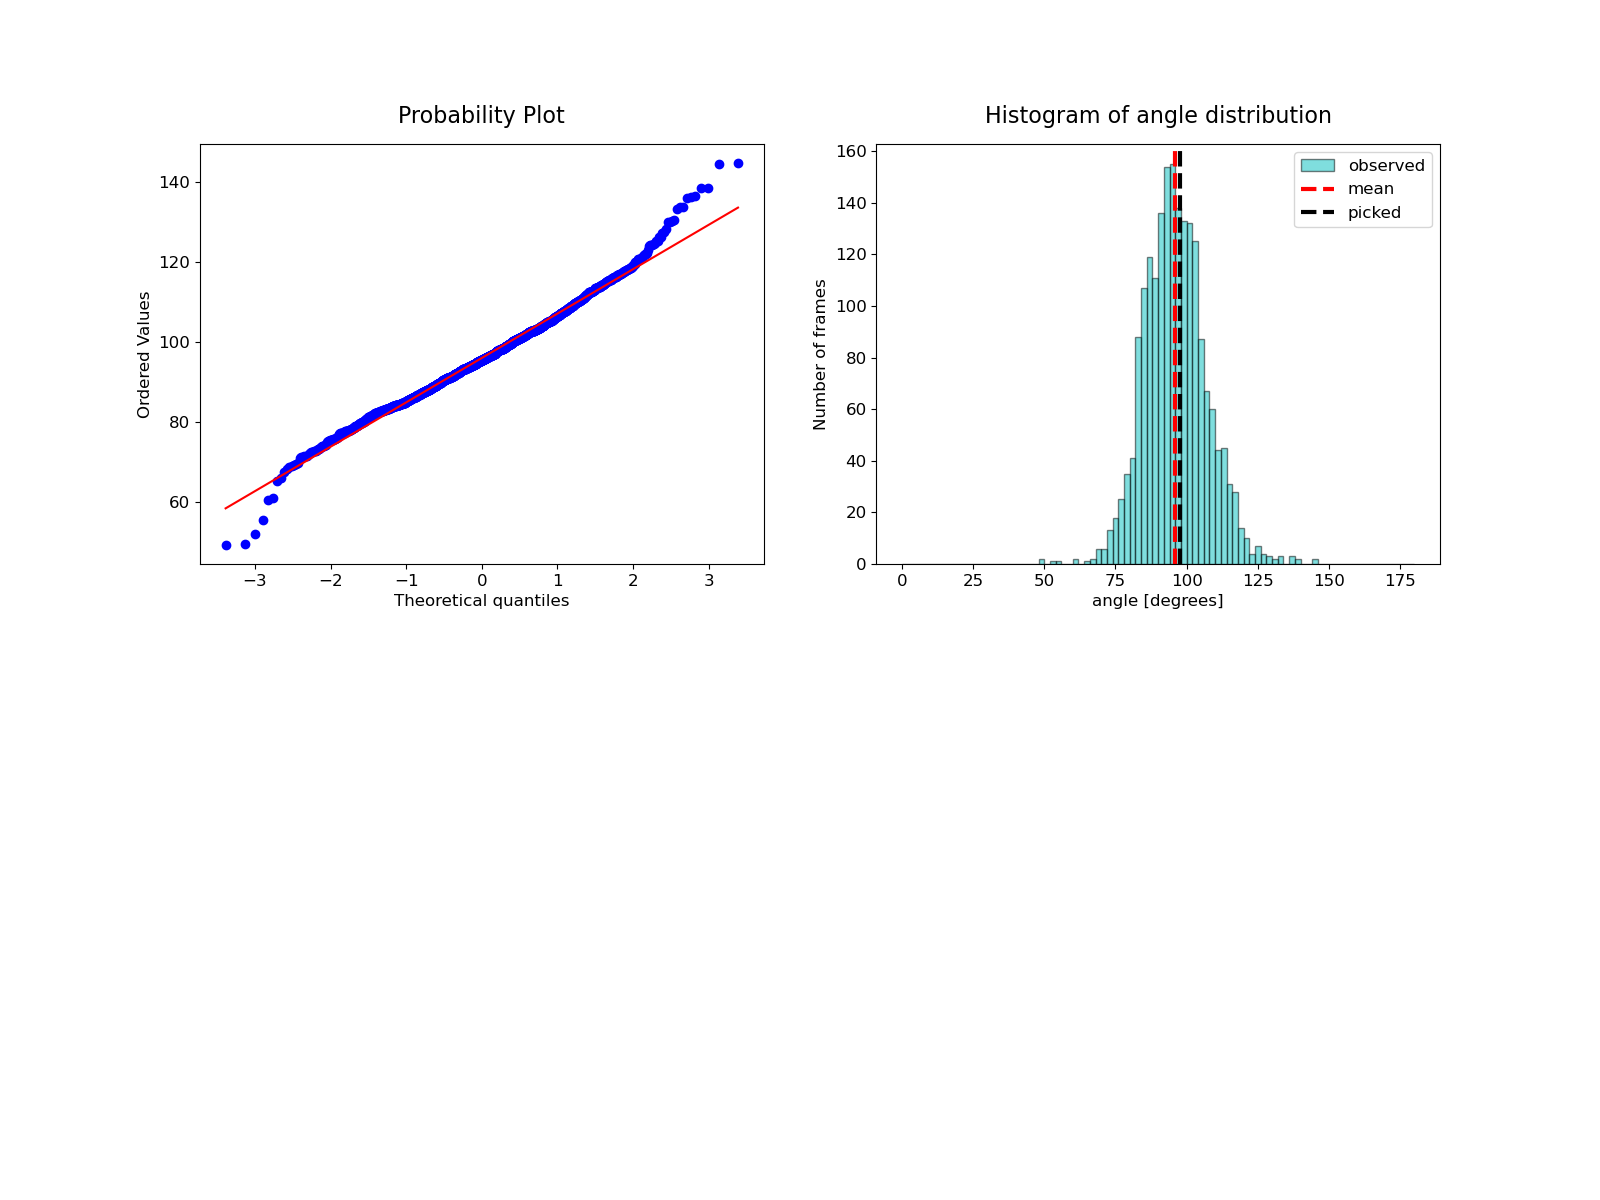 Probability Plot
Histogram of angle distribution
Ordered Values
140
120
100
80
60
−3 −2 −1 0 1 2 3
Theoretical quantiles
Number of frames
160
140
120
100
80
60
40
20
0
0 25 50 75 100 125 150 175
angle [degrees]
observed
mean
picked